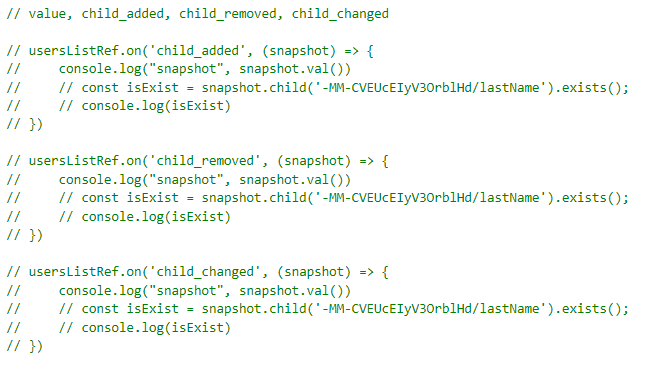 // value, child_added, child_removed, child_changed
// usersListRef.on('child_added', (snapshot) => {
//     console.log("snapshot", snapshot.val())
//     // const isExist = snapshot.child('-MM-CVEUcEIyV3OrblHd/lastName').exists();
//     // console.log(isExist)
// })
// usersListRef.on('child_removed', (snapshot) => {
//     console.log("snapshot", snapshot.val())
//     // const isExist = snapshot.child('-MM-CVEUcEIyV3OrblHd/lastName').exists();
//     // console.log(isExist)
// })
// usersListRef.on('child_changed', (snapshot) => {
//     console.log("snapshot", snapshot.val())
//     // const isExist = snapshot.child('-MM-CVEUcEIyV3OrblHd/lastName').exists();
//     // console.log(isExist)
// })